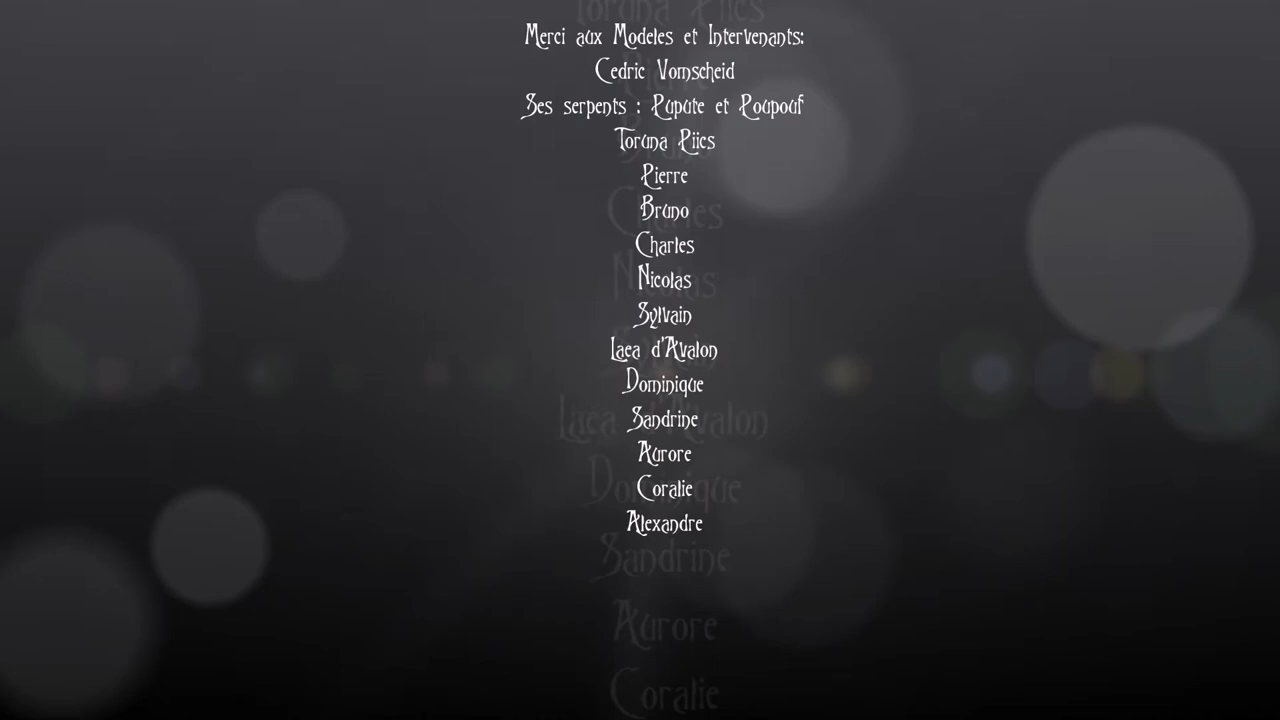 Merci aux Modeles et Intervenants:
Cedric Vomscheid
Ses serpents : Pupute et Poupouf
Toruna Piics
Pierre
Bruno
Charles
Nicolas
Sylvain
Laea d'Avalon
Dominique
Sandrine
Aurore
Coralie
Alexandre